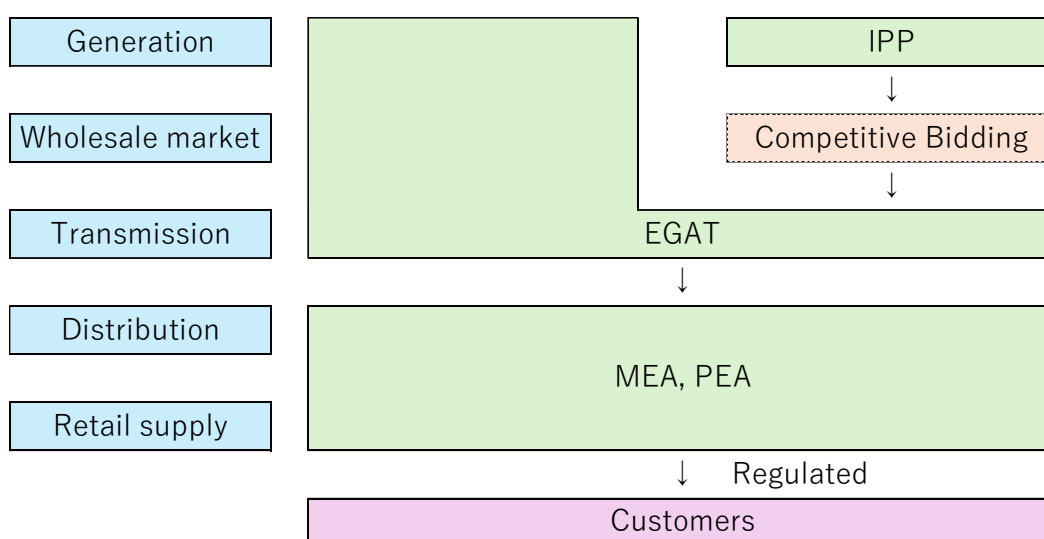 Generation
IPP
↓
Wholesale market
Competitive Bidding
↓
Transmission
EGAT
↓
Distribution
MEA, PEA
Retail supply
↓ Regulated
Customers